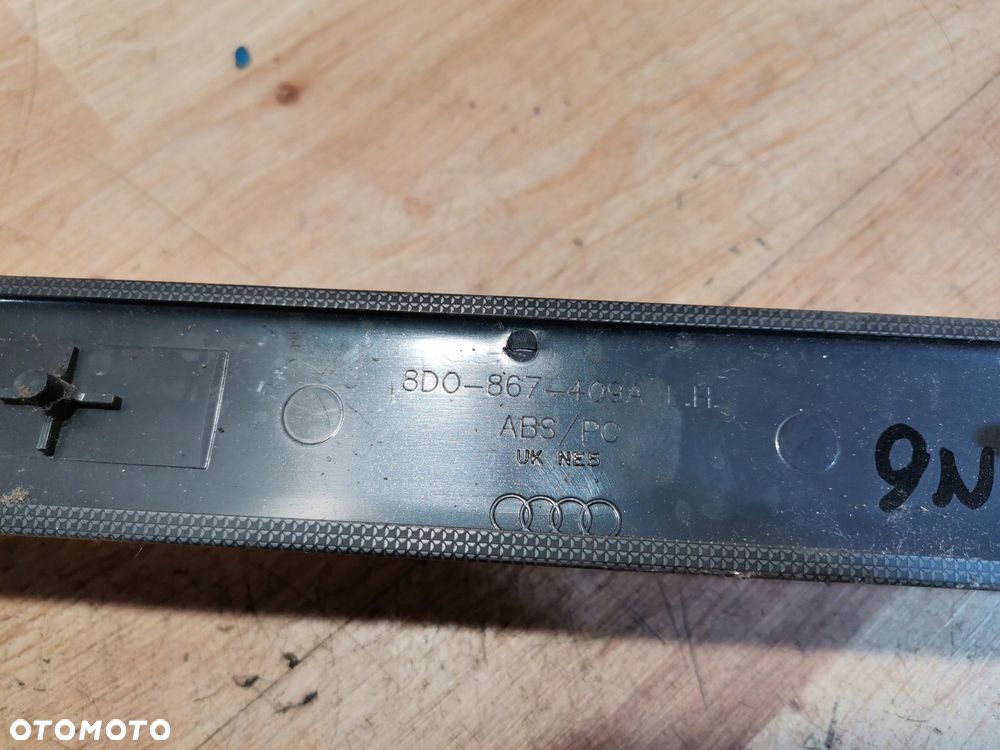 8D0-867-409A L.H.
ABS/PC
UK NE5
9N
OTOMOTO